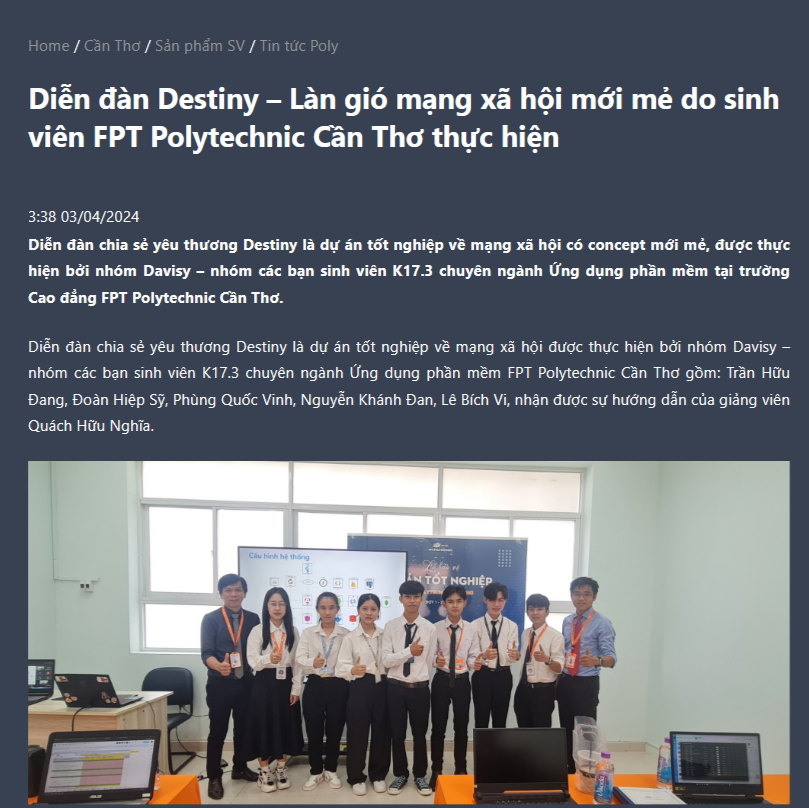 Home / Cần Thơ / Sản phẩm SV / Tin tức Poly
Diễn đàn Destiny – Làn gió mạng xã hội mới mẻ do sinh
viên FPT Polytechnic Cần Thơ thực hiện
3:38 03/04/2024
Diễn đàn chia sẻ yêu thương Destiny là dự án tốt nghiệp về mạng xã hội có concept mới mẻ, được thực
hiện bởi nhóm Davisy – nhóm các bạn sinh viên K17.3 chuyên ngành Ứng dụng phần mềm tại trường
Cao đẳng FPT Polytechnic Cần Thơ.
Diễn đàn chia sẻ yêu thương Destiny là dự án tốt nghiệp về mạng xã hội được thực hiện bởi nhóm Davisy –
nhóm các bạn sinh viên K17.3 chuyên ngành Ứng dụng phần mềm FPT Polytechnic Cần Thơ gồm: Trần Hữu
Đang, Đoàn Hiệp Sỹ, Phùng Quốc Vinh, Nguyễn Khánh Đan, Lê Bích Vi, nhận được sự hướng dẫn của giảng viên
Quách Hữu Nghĩa.
Cấu hình hệ thống
TỐT NGHIỆP